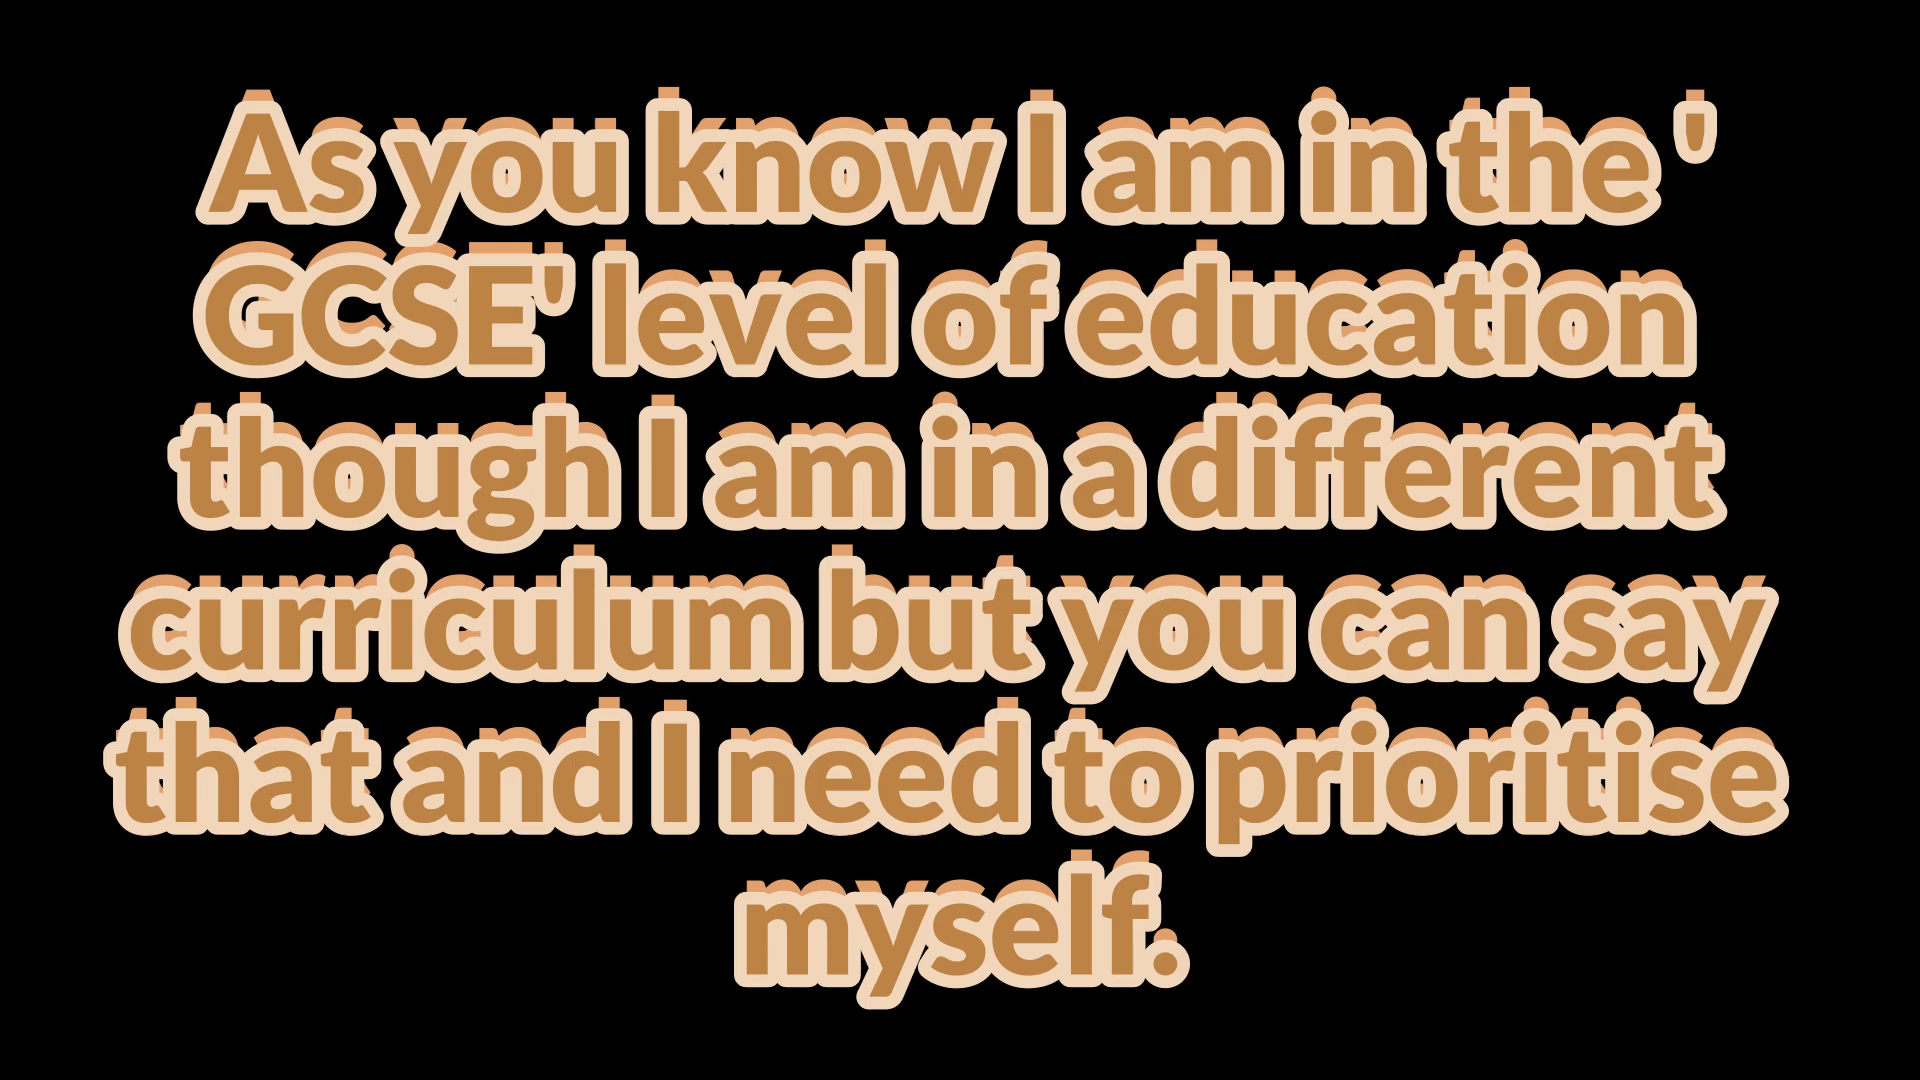 As you know I am in the '
GCSE' level of education
though I am in a different
curriculum but you can say
that and I need to prioritise
myself.